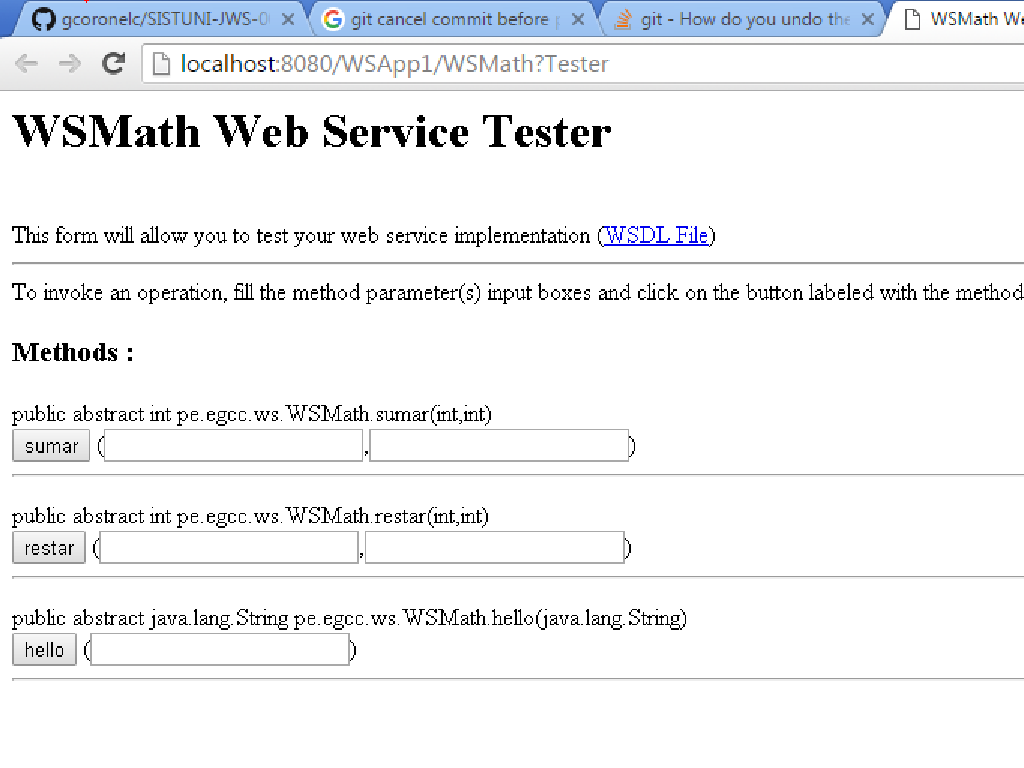 gcoronelc/SISTUNI-JWS-0
git cancel commit before
git - How do you undo the
WSMath We
localhost:8080/WSApp1/WSMath?Tester
WSMath Web Service Tester
This form will allow you to test your web service implementation (WSDL File)
To invoke an operation, fill the method parameter(s) input boxes and click on the button labeled with the method
Methods :
public abstract int pe.egcc.ws.WSMath.sumar(int,int)
sumar ( , )
public abstract int pe.egcc.ws.WSMath.restar(int,int)
restar ( , )
public abstract java.lang.String pe.egcc.ws.WSMath.hello(java.lang.String)
hello ( )